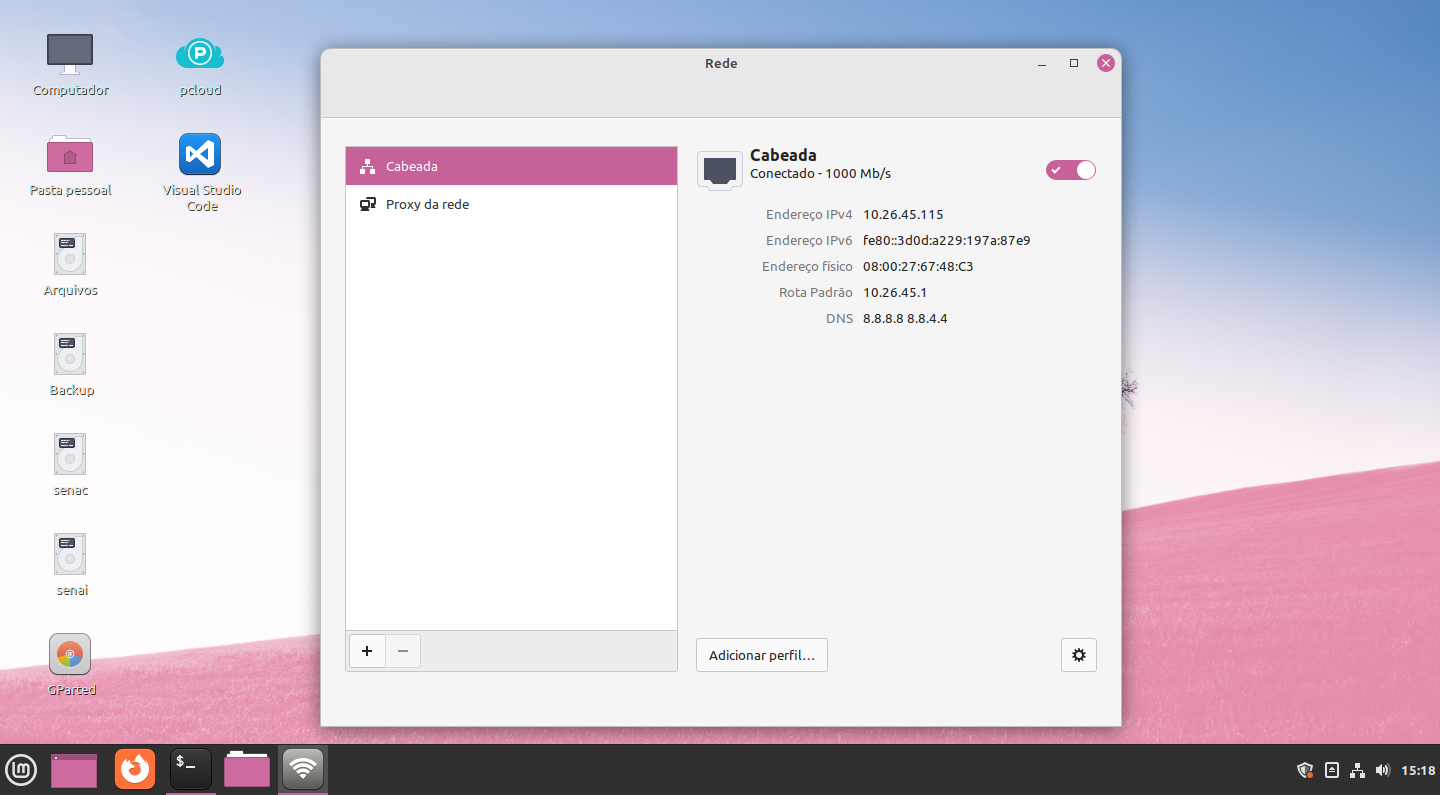 Computador
pcloud
Pasta pessoal
Visual Studio
Code
Arquivos
Backup
senac
senai
GParted
Rede
Cabeada
Proxy da rede
Cabeada
Conectado - 1000 Mb/s
Endereço IPv4 10.26.45.115
Endereço IPv6 fe80::3d0d:a229:197a:87e9
Endereço físico 08:00:27:67:48:C3
Rota Padrão 10.26.45.1
DNS 8.8.8.8 8.8.4.4
Adicionar perfil…
$_
15:18